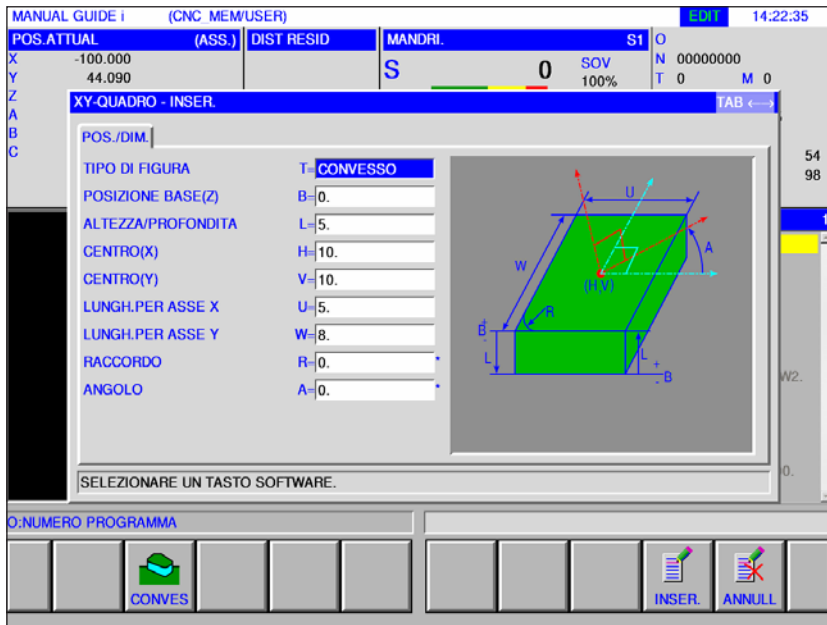 MANUAL GUIDE i (CNC_MEM/USER) EDIT 14:22:35
POS.ATTUAL (ASS.) DIST RESID MANDRI. S1 O
X -100.000 S 0 SOV N 00000000
Y 44.090 100% T 0 M 0
Z
A
B
C
54
98
XY-QUADRO - INSER. TAB ←→
POS./DIM.
TIPO DI FIGURA T=CONVESSO
POSIZIONE BASE(Z) B=0.
ALTEZZA/PROFONDITA L=5.
CENTRO(X) H=10.
CENTRO(Y) V=10.
LUNGH.PER ASSE X U=5.
LUNGH.PER ASSE Y W=8.
RACCORDO R=0. *
ANGOLO A=0. *
U
W
A
(H,V)
R
B + -
L
L
+ - B
1
W2.
0.
SELEZIONARE UN TASTO SOFTWARE.
O:NUMERO PROGRAMMA
CONVES INSER. ANNULL